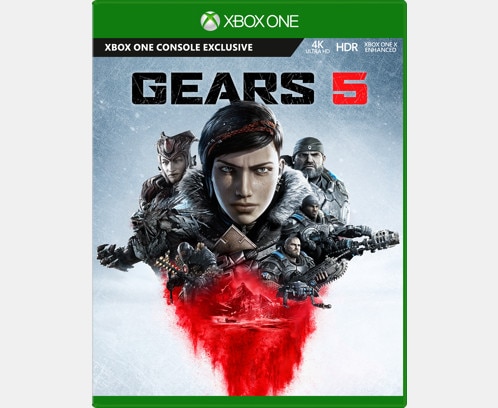 XBOX ONE
XBOX ONE CONSOLE EXCLUSIVE
4K
ULTRA HD
HDR
XBOX ONE X
ENHANCED
GEARS 5